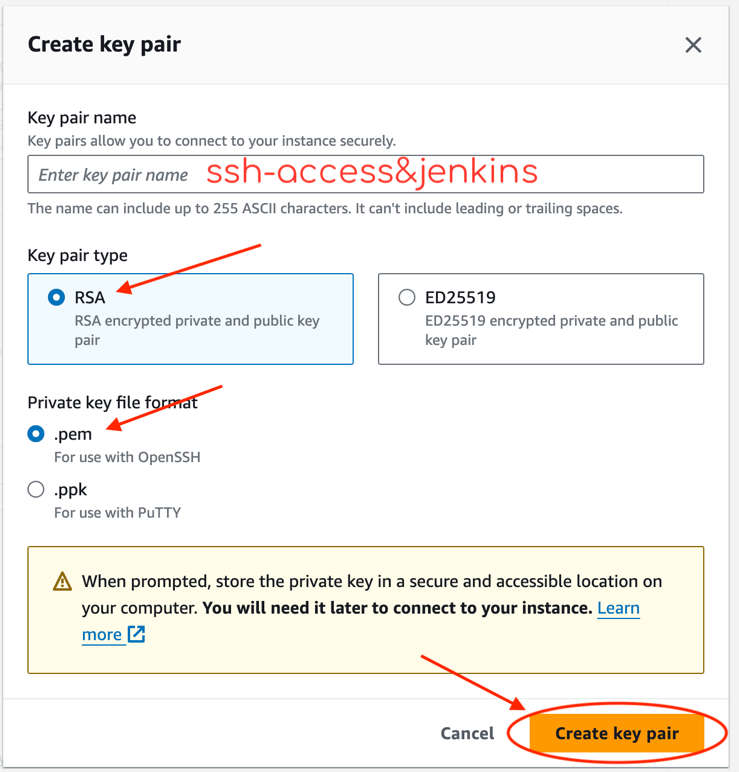 Create key pair
Key pair name
Key pairs allow you to connect to your instance securely.
Enter key pair name ssh-access&jenkins
The name can include up to 255 ASCII characters. It can't include leading or trailing spaces.
Key pair type
RSA
RSA encrypted private and public key
pair
ED25519
ED25519 encrypted private and public
key pair
Private key file format
.pem
For use with OpenSSH
.ppk
For use with PuTTY
When prompted, store the private key in a secure and accessible location on
your computer. You will need it later to connect to your instance. Learn
more
Cancel
Create key pair